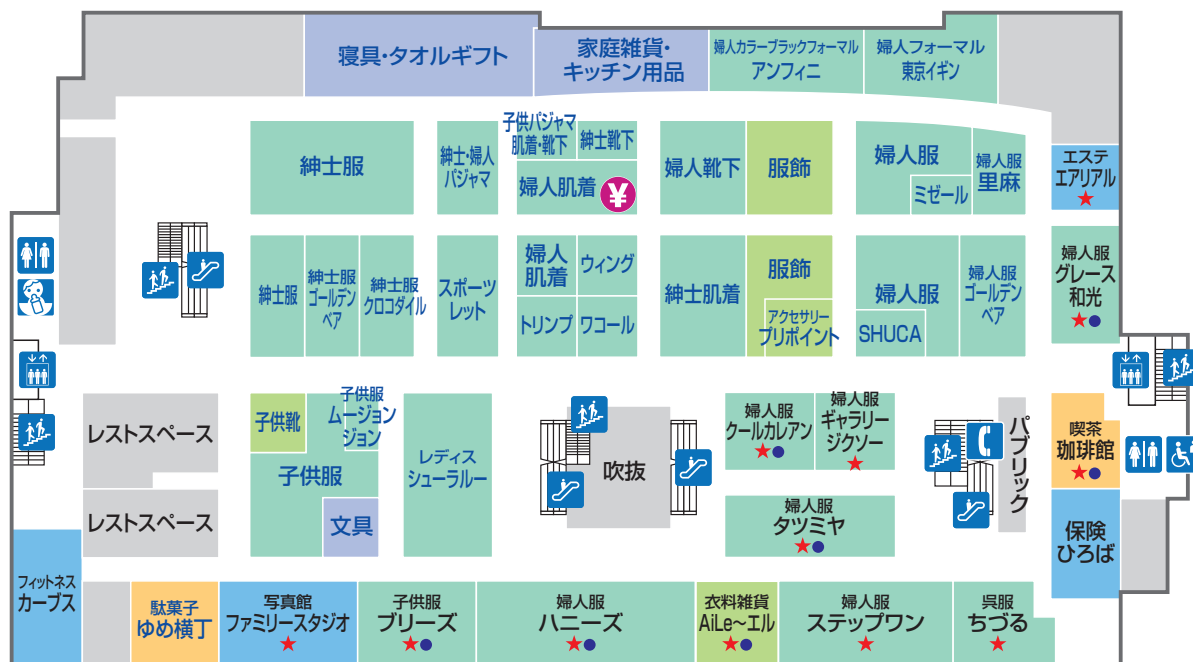 寝具・タオルギフト
家庭雑貨・
キッチン用品
婦人カラーブラックフォーマル
アンフィニ
婦人フォーマル
東京イギン
紳士服
紳士・婦人
パジャマ
子供パジャマ
肌着・靴下
紳士靴下
婦人肌着
¥
婦人靴下
服飾
婦人服
ミゼール
婦人服
里麻
エステ
エアリアル
★
紳士服
紳士服
ゴールデン
ベア
紳士服
クロコダイル
スポーツ
レット
婦人
肌着
ウィング
トリンプ
ワコール
紳士肌着
服飾
アクセサリー
プリポイント
婦人服
SHUCA
婦人服
ゴールデン
ベア
婦人服
グレース
和光
★●
レストスペース
レストスペース
子供靴
子供服
ムージョン
ジョン
子供服
文具
レディス
シューラルー
吹抜
婦人服
クールカレアン
★●
婦人服
ギャラリー
ジクソー
★
婦人服
タツミヤ
★●
パブリック
喫茶
珈琲館
★●
保険
ひろば
フィットネス
カーブス
駄菓子
ゆめ横丁
写真館
ファミリースタジオ
★
子供服
ブリーズ
★●
婦人服
ハニーズ
★●
衣料雑貨
AiLe〜エル
★●
婦人服
ステップワン
★
呉服
ちづる
★